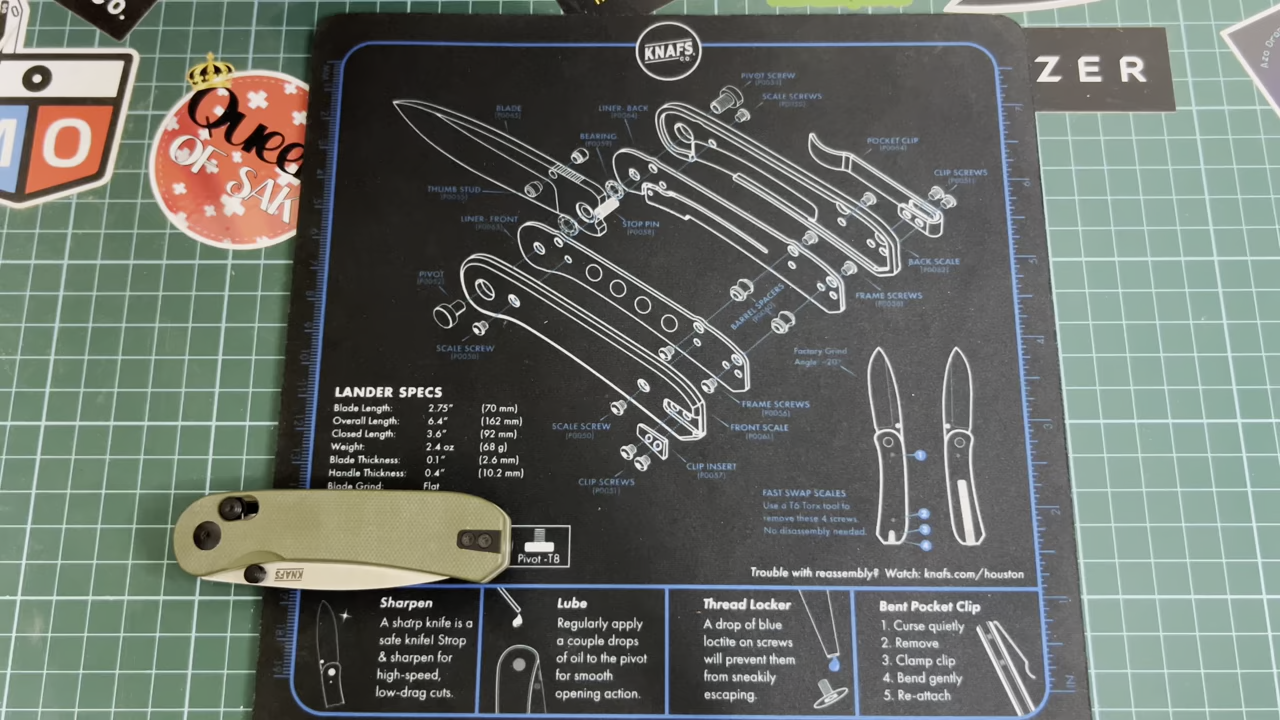 CO.
MO
Queen
OF SAK
ZER
KNAFS
CO.
PIVOT SCREW
SCALE SCREWS
BLADE
LINER- BACK
BEARING
POCKET CLIP
CLIP SCREWS
THUMB STUD
LINER- FRONT
STOP PIN
BACK SCALE
PIVOT
FRAME SCREWS
BARREL SPACERS
SCALE SCREW
Factory Grind
Angle: ~20°
FRAME SCREWS
FRONT SCALE
SCALE SCREW
CLIP INSERT
CLIP SCREWS
LANDER SPECS
Blade Length: 2.75" (70 mm)
Overall Length: 6.4" (162 mm)
Closed Length: 3.6" (92 mm)
Weight: 2.4 oz (68 g)
Blade Thickness: 0.1" (2.6 mm)
Handle Thickness: 0.4" (10.2 mm)
Blade Grind: Flat
KNAFS
Pivot -T8
FAST SWAP SCALES
Use a T6 Torx tool to
remove these 4 screws.
No disassembly needed.
Trouble with reassembly? Watch: knafs.com/houston
Sharpen
A sharp knife is a
safe knife! Strop
& sharpen for
high-speed,
low-drag cuts.
Lube
Regularly apply
a couple drops
of oil to the pivot
for smooth
opening action.
Thread Locker
A drop of blue
loctite on screws
will prevent them
from sneakily
escaping.
Bent Pocket Clip
1. Curse quietly
2. Remove
3. Clamp clip
4. Bend gently
5. Re-attach